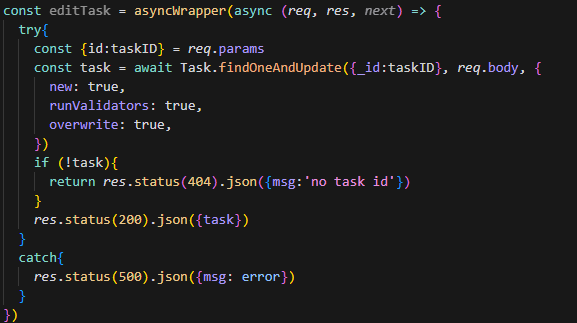 const editTask = asyncWrapper(async (req, res, next) => {
  try{
    const {id:taskID} = req.params
    const task = await Task.findOneAndUpdate({_id:taskID}, req.body, {
      new: true,
      runValidators: true,
      overwrite: true,
    })
    if (!task){
      return res.status(404).json({msg:'no task id'})
    }
    res.status(200).json({task})
  }
  catch{
    res.status(500).json({msg: error})
  }
})